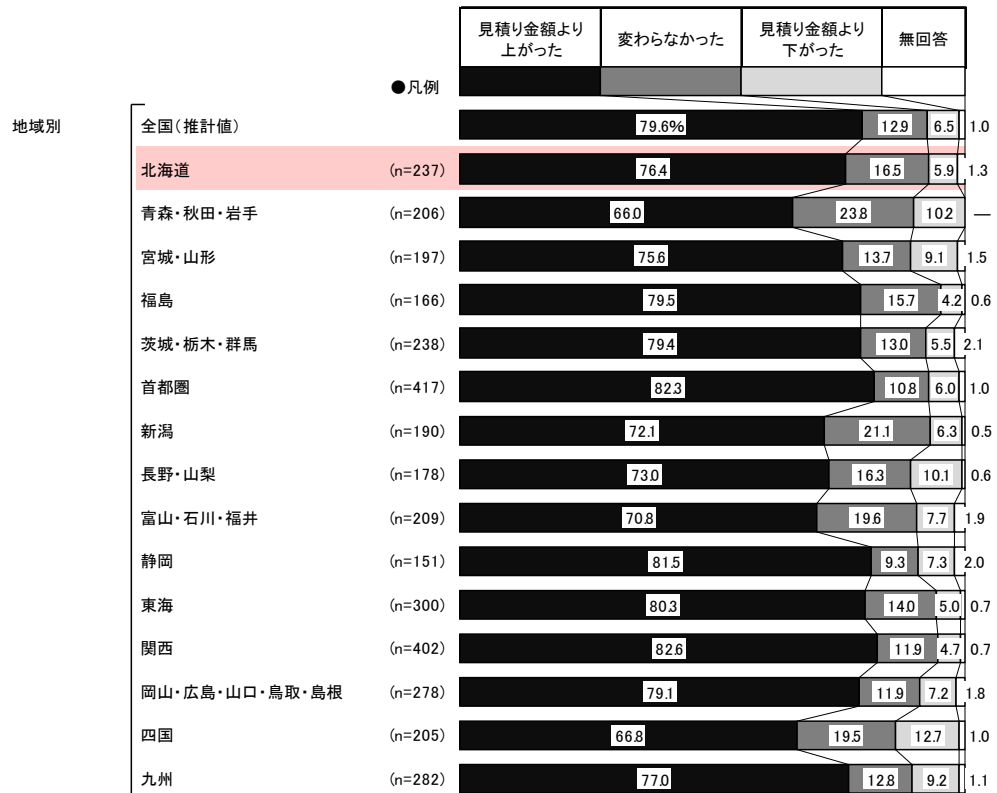 見積り金額より上がった 変わらなかった 見積り金額より下がった 無回答
●凡例
地域別
全国(推計値) 79.6% 12.9 6.5 1.0
北海道 (n=237) 76.4 16.5 5.9 1.3
青森・秋田・岩手 (n=206) 66.0 23.8 10.2 —
宮城・山形 (n=197) 75.6 13.7 9.1 1.5
福島 (n=166) 79.5 15.7 4.2 0.6
茨城・栃木・群馬 (n=238) 79.4 13.0 5.5 2.1
首都圏 (n=417) 82.3 10.8 6.0 1.0
新潟 (n=190) 72.1 21.1 6.3 0.5
長野・山梨 (n=178) 73.0 16.3 10.1 0.6
富山・石川・福井 (n=209) 70.8 19.6 7.7 1.9
静岡 (n=151) 81.5 9.3 7.3 2.0
東海 (n=300) 80.3 14.0 5.0 0.7
関西 (n=402) 82.6 11.9 4.7 0.7
岡山・広島・山口・鳥取・島根 (n=278) 79.1 11.9 7.2 1.8
四国 (n=205) 66.8 19.5 12.7 1.0
九州 (n=282) 77.0 12.8 9.2 1.1